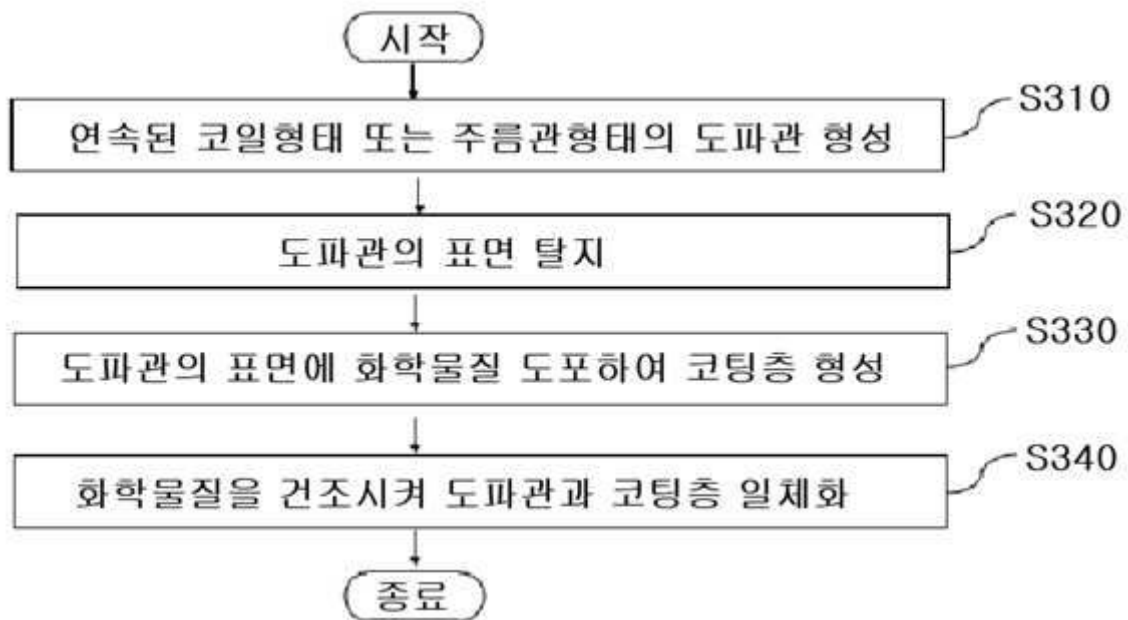 시작
S310
연속된 코일형태 또는 주름관형태의 도파관 형성
S320
도파관의 표면 탈지
S330
도파관의 표면에 화학물질 도포하여 코팅층 형성
S340
화학물질을 건조시켜 도파관과 코팅층 일체화
종료